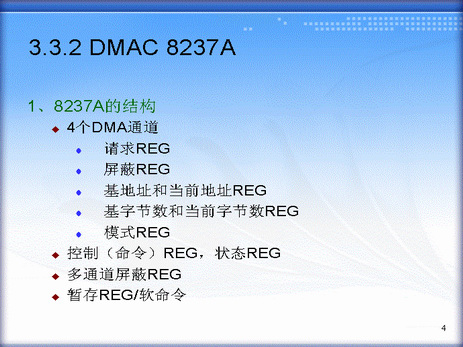 3.3.2 DMAC 8237A
1、8237A的结构
4个DMA通道
请求REG
屏蔽REG
基地址和当前地址REG
基字节数和当前字节数REG
模式REG
控制（命令）REG，状态REG
多通道屏蔽REG
暂存REG/软命令
4